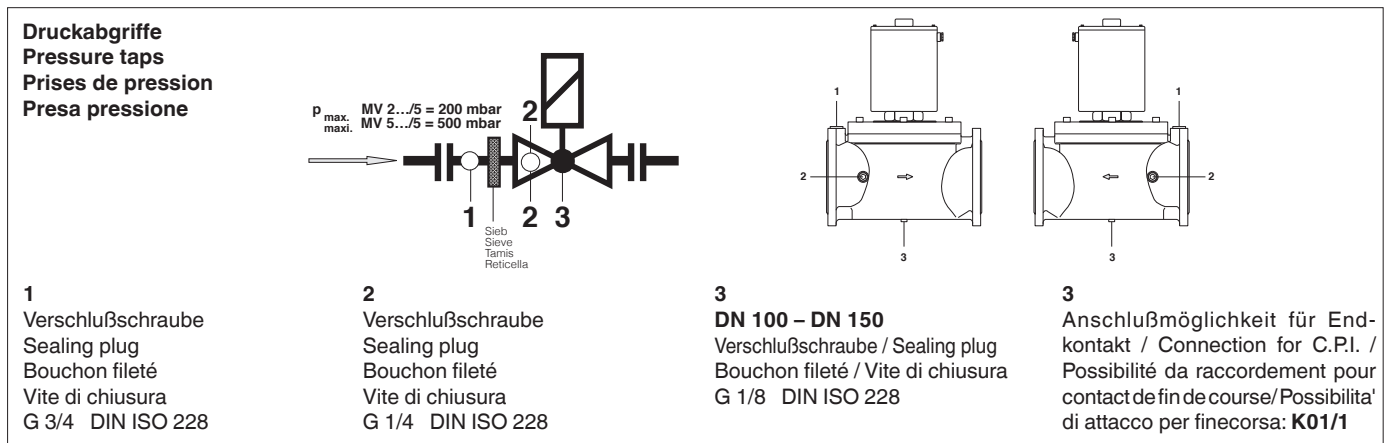 Druckabgriffe
Pressure taps
Prises de pression
Presa pressione
p max. MV 2.../5 = 200 mbar
maxi. MV 5.../5 = 500 mbar
2
1
2
3
Sieb
Sieve
Tamis
Reticella
1
2
3
1
2
3
1
Verschlußschraube
Sealing plug
Bouchon fileté
Vite di chiusura
G 3/4 DIN ISO 228
2
Verschlußschraube
Sealing plug
Bouchon fileté
Vite di chiusura
G 1/4 DIN ISO 228
3
DN 100 – DN 150
Verschlußschraube / Sealing plug
Bouchon fileté / Vite di chiusura
G 1/8 DIN ISO 228
3
Anschlußmöglichkeit für End-
kontakt / Connection for C.P.I. /
Possibilité da raccordement pour
contact de fin de course/ Possibilita'
di attacco per finecorsa: K01/1